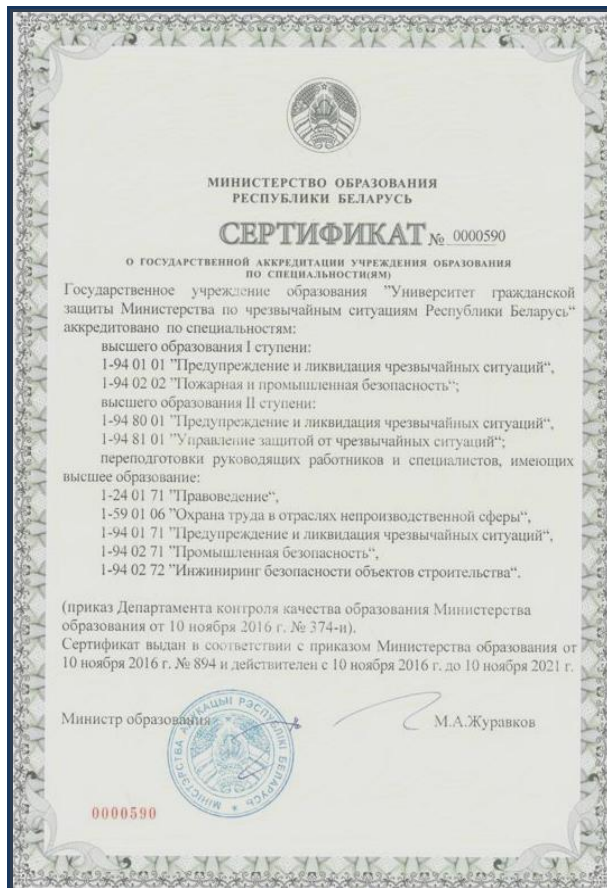 МИНИСТЕРСТВО ОБРАЗОВАНИЯ
РЕСПУБЛИКИ БЕЛАРУСЬ
СЕРТИФИКАТ № 0000590
О ГОСУДАРСТВЕННОЙ АККРЕДИТАЦИИ УЧРЕЖДЕНИЯ ОБРАЗОВАНИЯ
ПО СПЕЦИАЛЬНОСТИ(ЯМ)
Государственное учреждение образования "Университет гражданской
защиты Министерства по чрезвычайным ситуациям Республики Беларусь“
аккредитовано по специальностям:
высшего образования I ступени:
1-94 01 01 "Предупреждение и ликвидация чрезвычайных ситуаций“,
1-94 02 02 "Пожарная и промышленная безопасность“;
высшего образования II ступени:
1-94 80 01 "Предупреждение и ликвидация чрезвычайных ситуаций“,
1-94 81 01 "Управление защитой от чрезвычайных ситуаций“;
переподготовки руководящих работников и специалистов, имеющих
высшее образование:
1-24 01 71 "Правоведение“,
1-59 01 06 "Охрана труда в отраслях непроизводственной сферы“,
1-94 01 71 "Предупреждение и ликвидация чрезвычайных ситуаций“,
1-94 02 71 "Промышленная безопасность“,
1-94 02 72 "Инжиниринг безопасности объектов строительства“.
(приказ Департамента контроля качества образования Министерства
образования от 10 ноября 2016 г. № 374-и).
Сертификат выдан в соответствии с приказом Министерства образования от
10 ноября 2016 г. № 894 и действителен с 10 ноября 2016 г. до 10 ноября 2021 г.
Министр образования М.А.Журавков
МІНІСТЭРСТВА АДУКАЦЫІ РЭСПУБЛІКІ БЕЛАРУСЬ
0000590